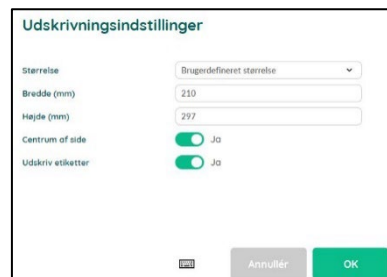 Udskrivningsindstillinger
Størrelse Brugerdefineret størrelse
Bredde (mm) 210
Højde (mm) 297
Centrum af side Ja
Udskriv etiketter Ja
Annullér OK